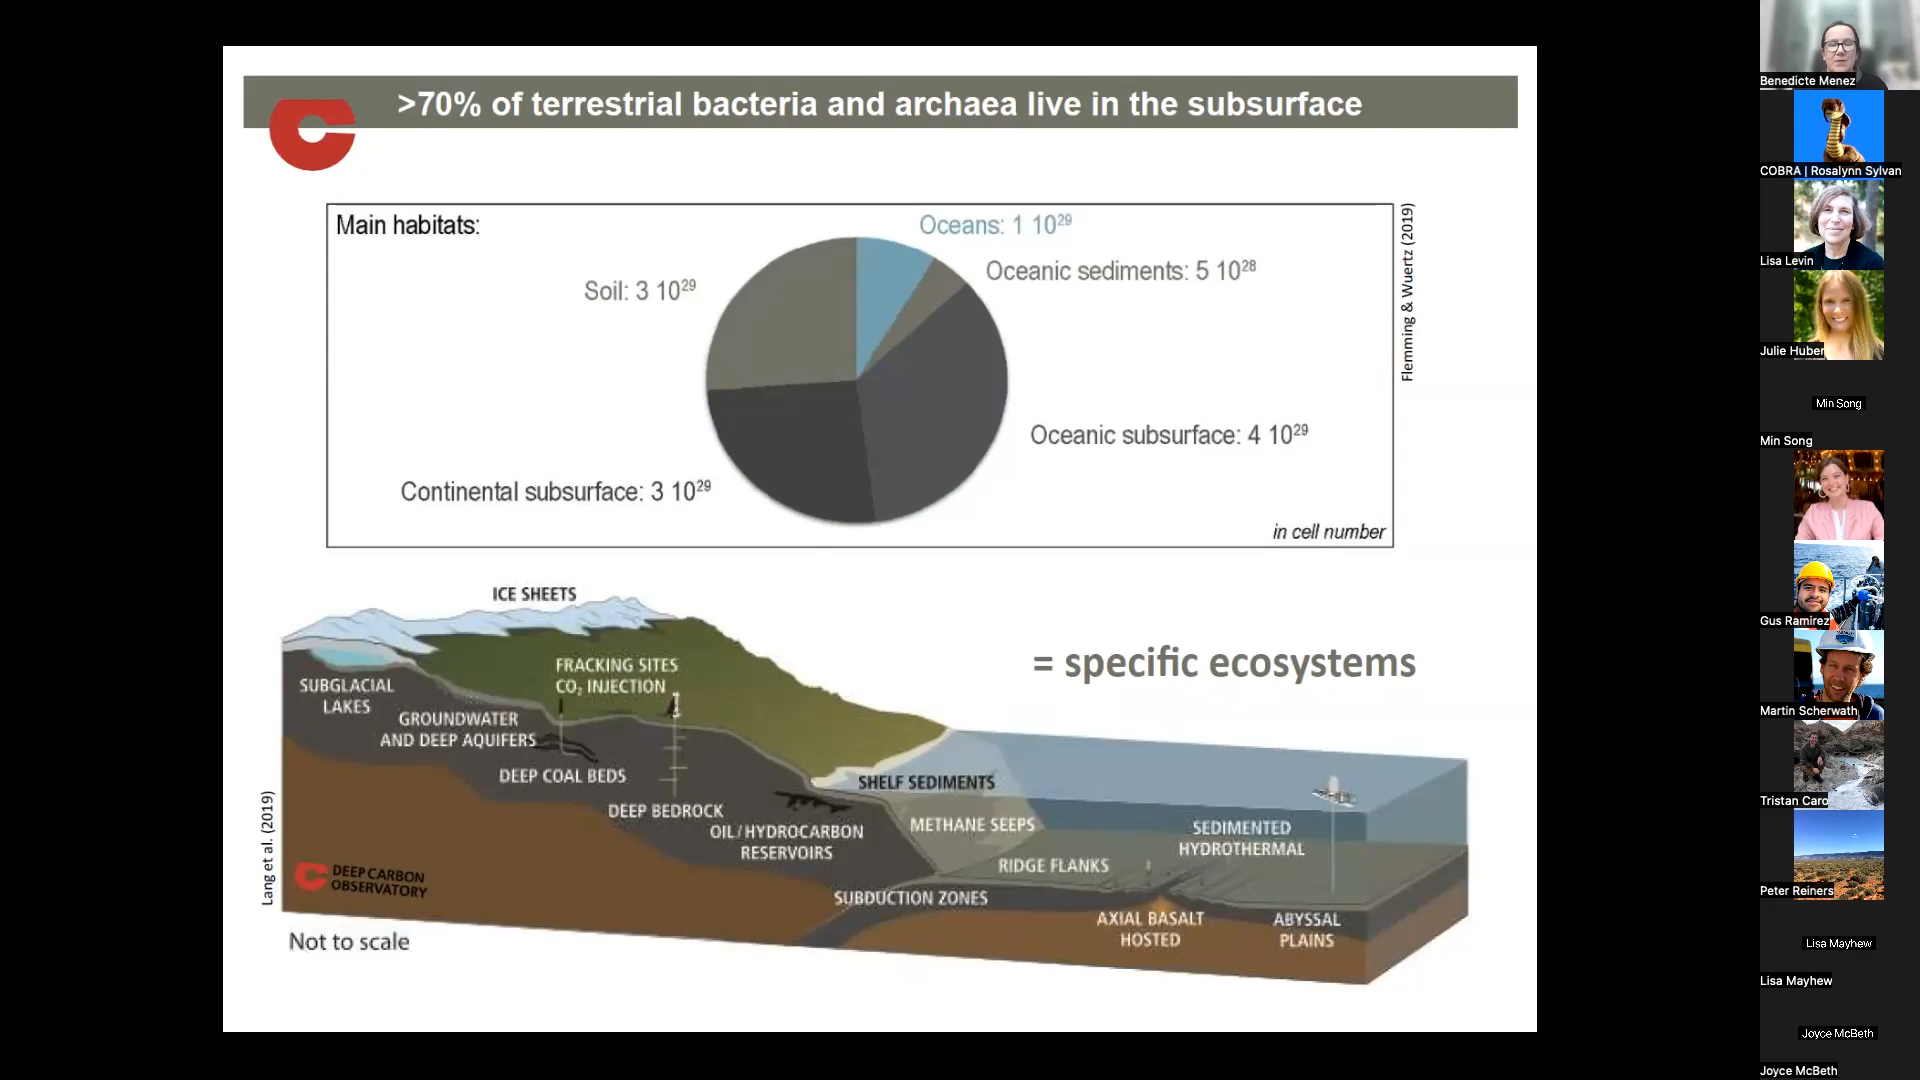 >70% of terrestrial bacteria and archaea live in the subsurface
Main habitats:
Oceans: 1 10²⁹
Oceanic sediments: 5 10²⁸
Soil: 3 10²⁹
Oceanic subsurface: 4 10²⁹
Continental subsurface: 3 10²⁹
in cell number
Flemming & Wuertz (2019)
ICE SHEETS
= specific ecosystems
FRACKING SITES
CO₂ INJECTION
SUBGLACIAL
LAKES
GROUNDWATER
AND DEEP AQUIFERS
DEEP COAL BEDS
DEEP BEDROCK
OIL/HYDROCARBON
RESERVOIRS
SHELF SEDIMENTS
METHANE SEEPS
SEDIMENTED
HYDROTHERMAL
RIDGE FLANKS
SUBDUCTION ZONES
AXIAL BASALT
HOSTED
ABYSSAL
PLAINS
DEEP CARBON
OBSERVATORY
Lang et al. (2019)
Not to scale
Benedicte Menez
COBRA | Rosalynn Sylvan
Lisa Levin
Julie Huber
Min Song
Min Song
Gus Ramirez
Martin Scherwath
Tristan Caro
Peter Reiners
Lisa Mayhew
Lisa Mayhew
Joyce McBeth
Joyce McBeth